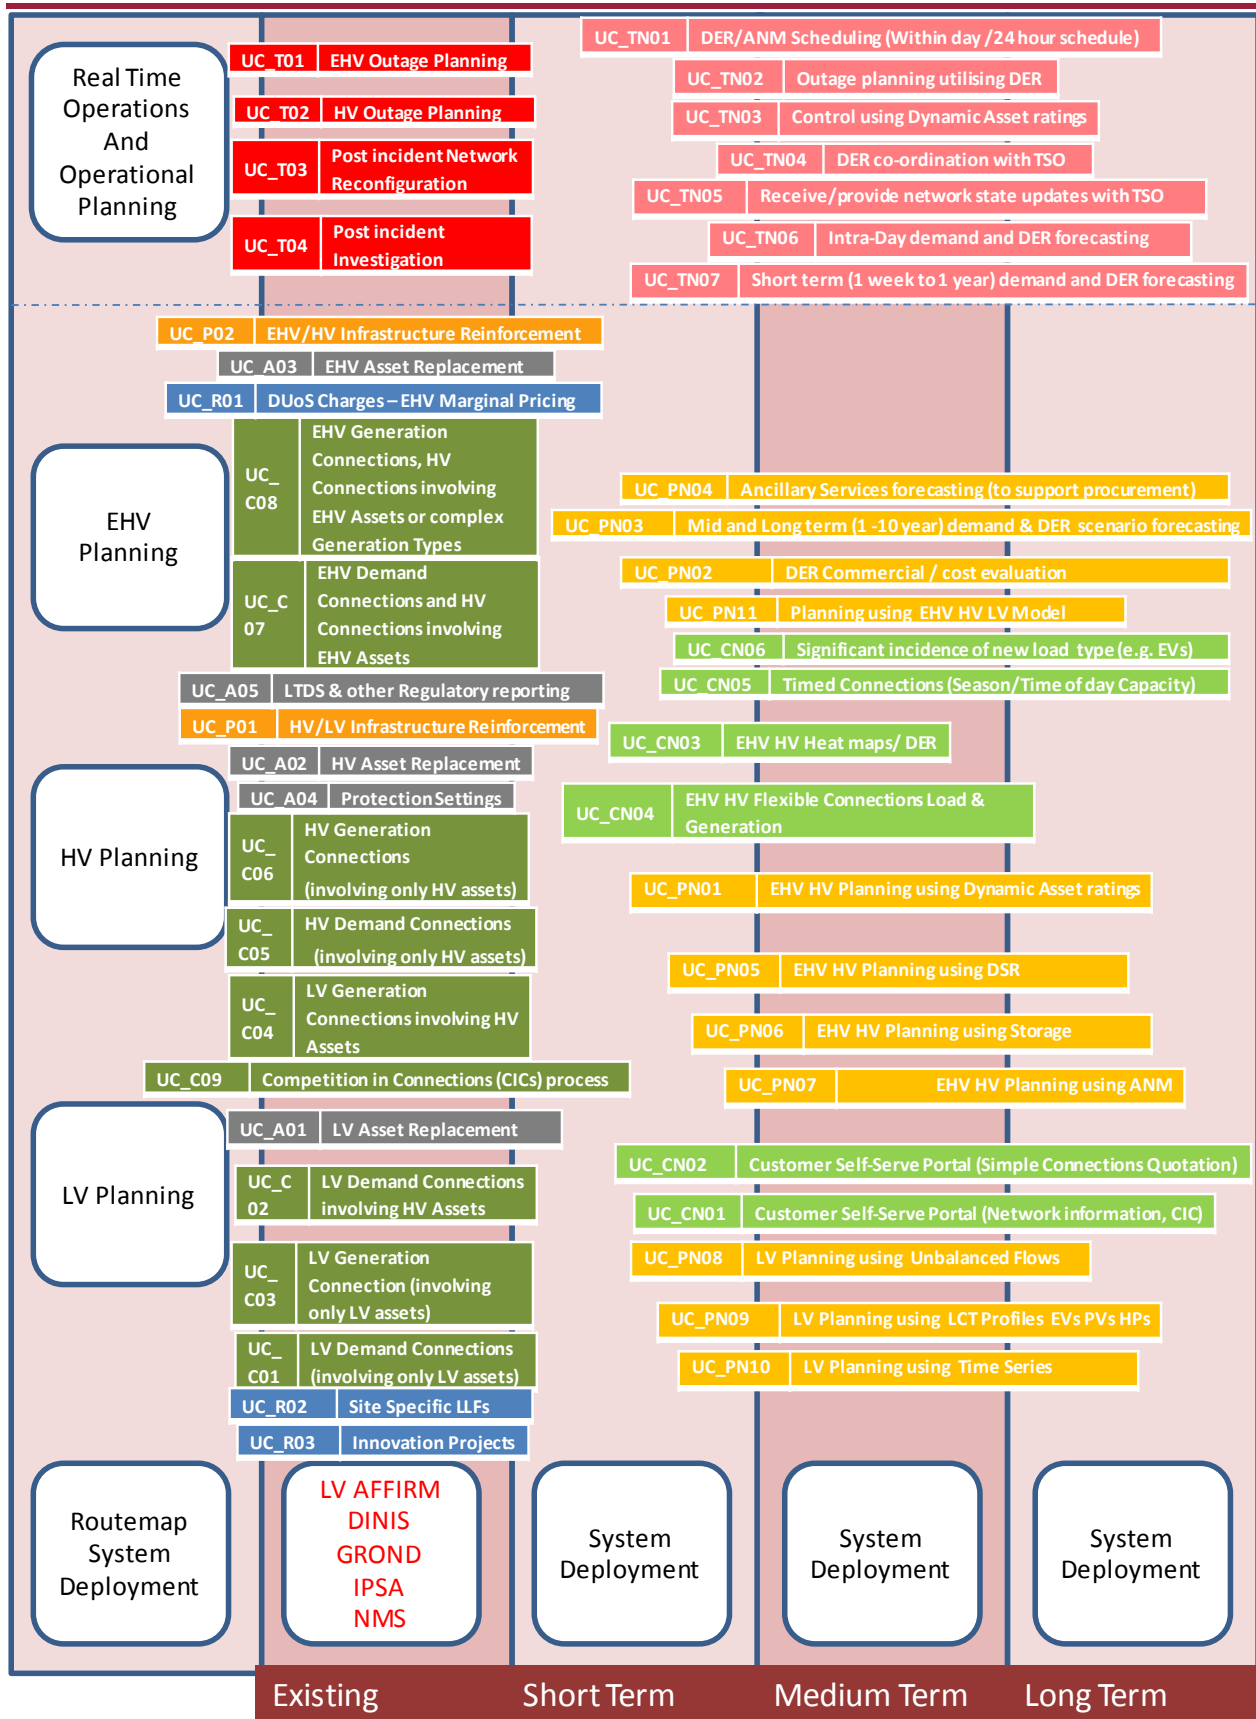 Real Time
Operations
And
Operational
Planning
UC_T01 EHV Outage Planning
UC_T02 HV Outage Planning
UC_T03 Post incident Network
Reconfiguration
UC_T04 Post incident
Investigation
UC_TN01 DER/ANM Scheduling (Within day /24 hour schedule)
UC_TN02 Outage planning utilising DER
UC_TN03 Control using Dynamic Asset ratings
UC_TN04 DER co-ordination with TSO
UC_TN05 Receive/provide network state updates with TSO
UC_TN06 Intra-Day demand and DER forecasting
UC_TN07 Short term (1 week to 1 year) demand and DER forecasting
EHV
Planning
UC_P02 EHV/HV Infrastructure Reinforcement
UC_A03 EHV Asset Replacement
UC_R01 DUoS Charges – EHV Marginal Pricing
UC_
C08
EHV Generation
Connections, HV
Connections involving
EHV Assets or complex
Generation Types
UC_C
07
EHV Demand
Connections and HV
Connections involving
EHV Assets
UC_PN04 Ancillary Services forecasting (to support procurement)
UC_PN03 Mid and Long term (1 -10 year) demand & DER scenario forecasting
UC_PN02 DER Commercial / cost evaluation
UC_PN11 Planning using EHV HV LV Model
UC_CN06 Significant incidence of new load type (e.g. EVs)
UC_CN05 Timed Connections (Season/Time of day Capacity)
UC_A05 LTDS & other Regulatory reporting
UC_P01 HV/LV Infrastructure Reinforcement
UC_A02 HV Asset Replacement
UC_A04 Protection Settings
HV Planning
UC_
C06
HV Generation
Connections
(involving only HV assets)
UC_
C05
HV Demand Connections
(involving only HV assets)
UC_
C04
LV Generation
Connections involving HV
Assets
UC_CN03 EHV HV Heat maps/ DER
UC_CN04 EHV HV Flexible Connections Load &
Generation
UC_PN01 EHV HV Planning using Dynamic Asset ratings
UC_PN05 EHV HV Planning using DSR
UC_PN06 EHV HV Planning using Storage
UC_PN07 EHV HV Planning using ANM
UC_C09 Competition in Connections (CICs) process
LV Planning
UC_A01 LV Asset Replacement
UC_C
02
LV Demand Connections
involving HV Assets
UC_
C03
LV Generation
Connection (involving
only LV assets)
UC_
C01
LV Demand Connections
(involving only LV assets)
UC_R02 Site Specific LLFs
UC_R03 Innovation Projects
UC_CN02 Customer Self-Serve Portal (Simple Connections Quotation)
UC_CN01 Customer Self-Serve Portal (Network information, CIC)
UC_PN08 LV Planning using Unbalanced Flows
UC_PN09 LV Planning using LCT Profiles EVs PVs HPs
UC_PN10 LV Planning using Time Series
Routemap
System
Deployment
LV AFFIRM
DINIS
GROND
IPSA
NMS
System
Deployment
System
Deployment
System
Deployment
Existing Short Term Medium Term Long Term